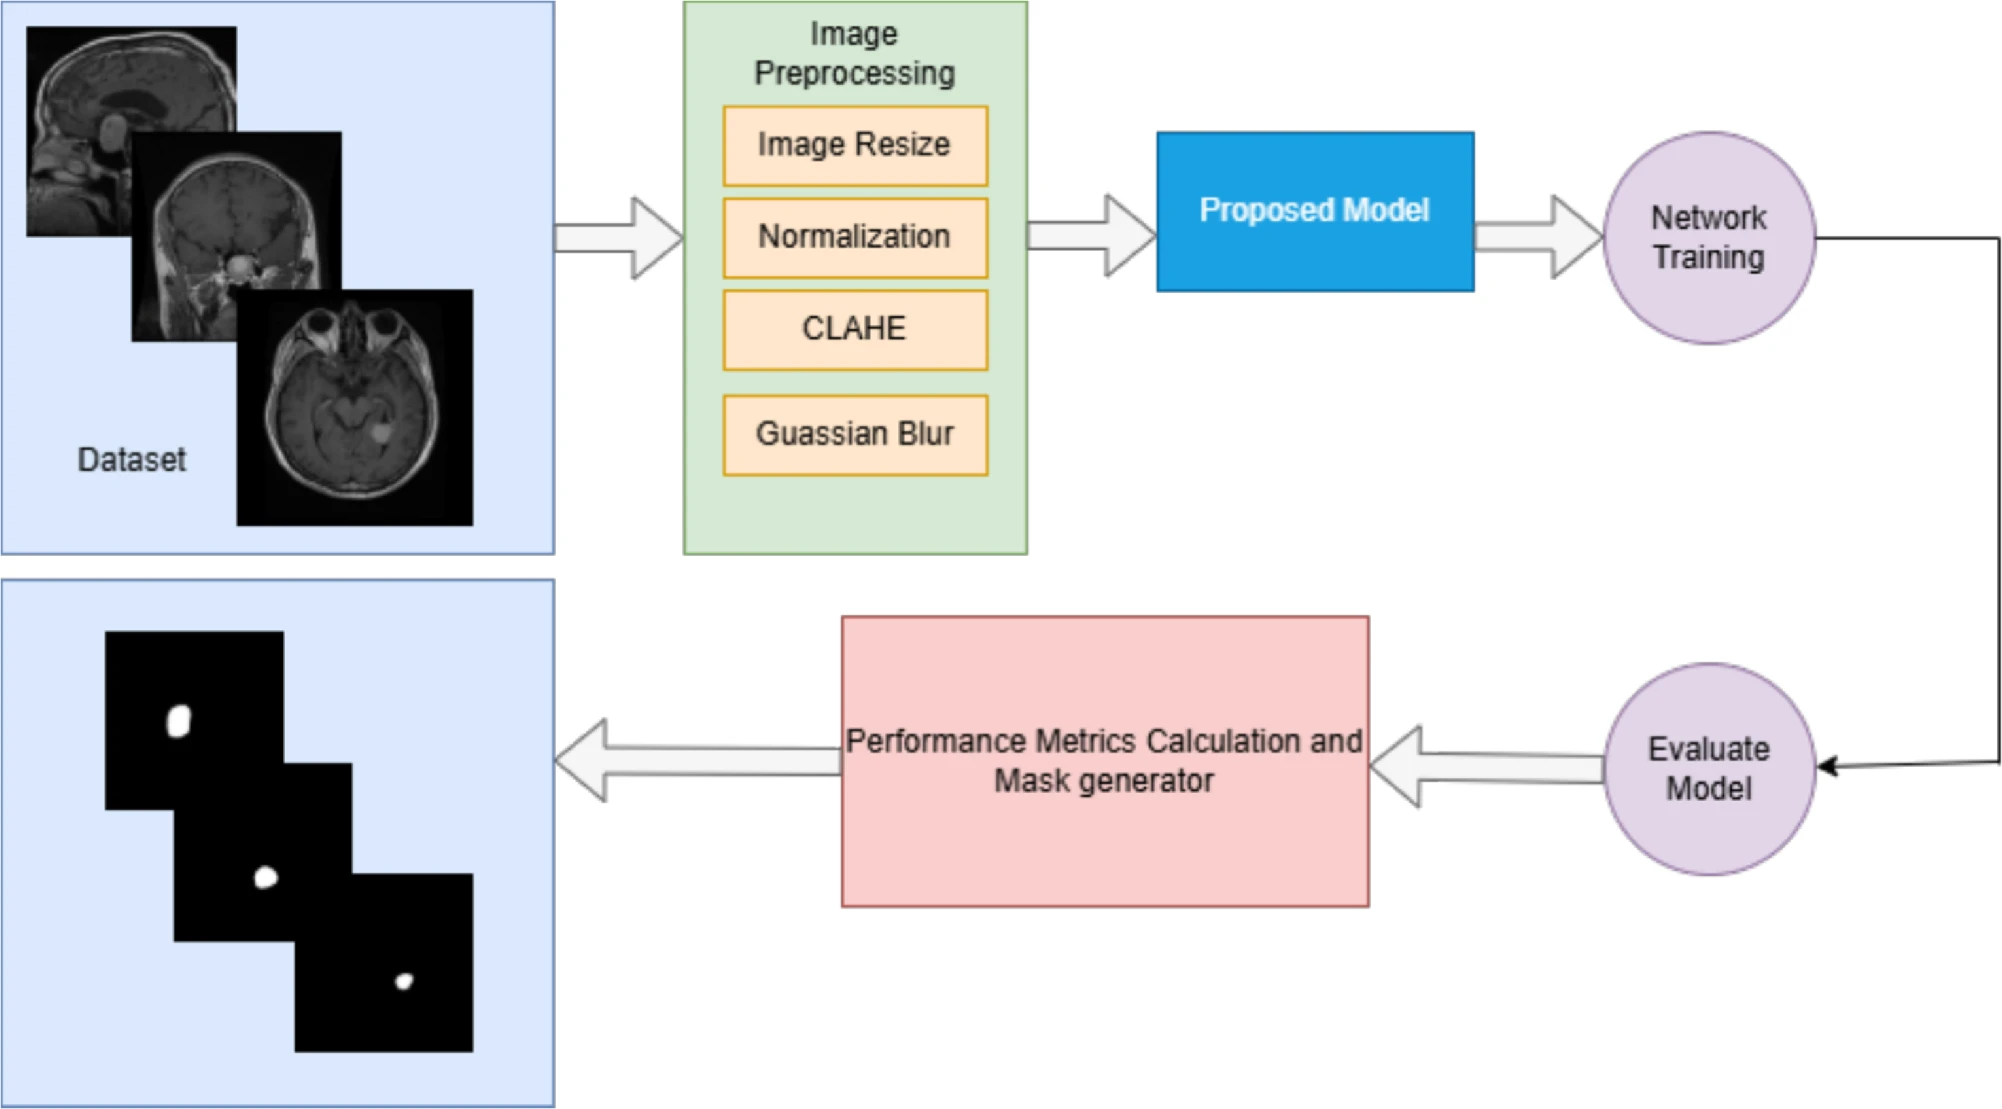 Dataset
Image
Preprocessing
Image Resize
Normalization
CLAHE
Guassian Blur
Proposed Model
Network
Training
Evaluate
Model
Performance Metrics Calculation and
Mask generator